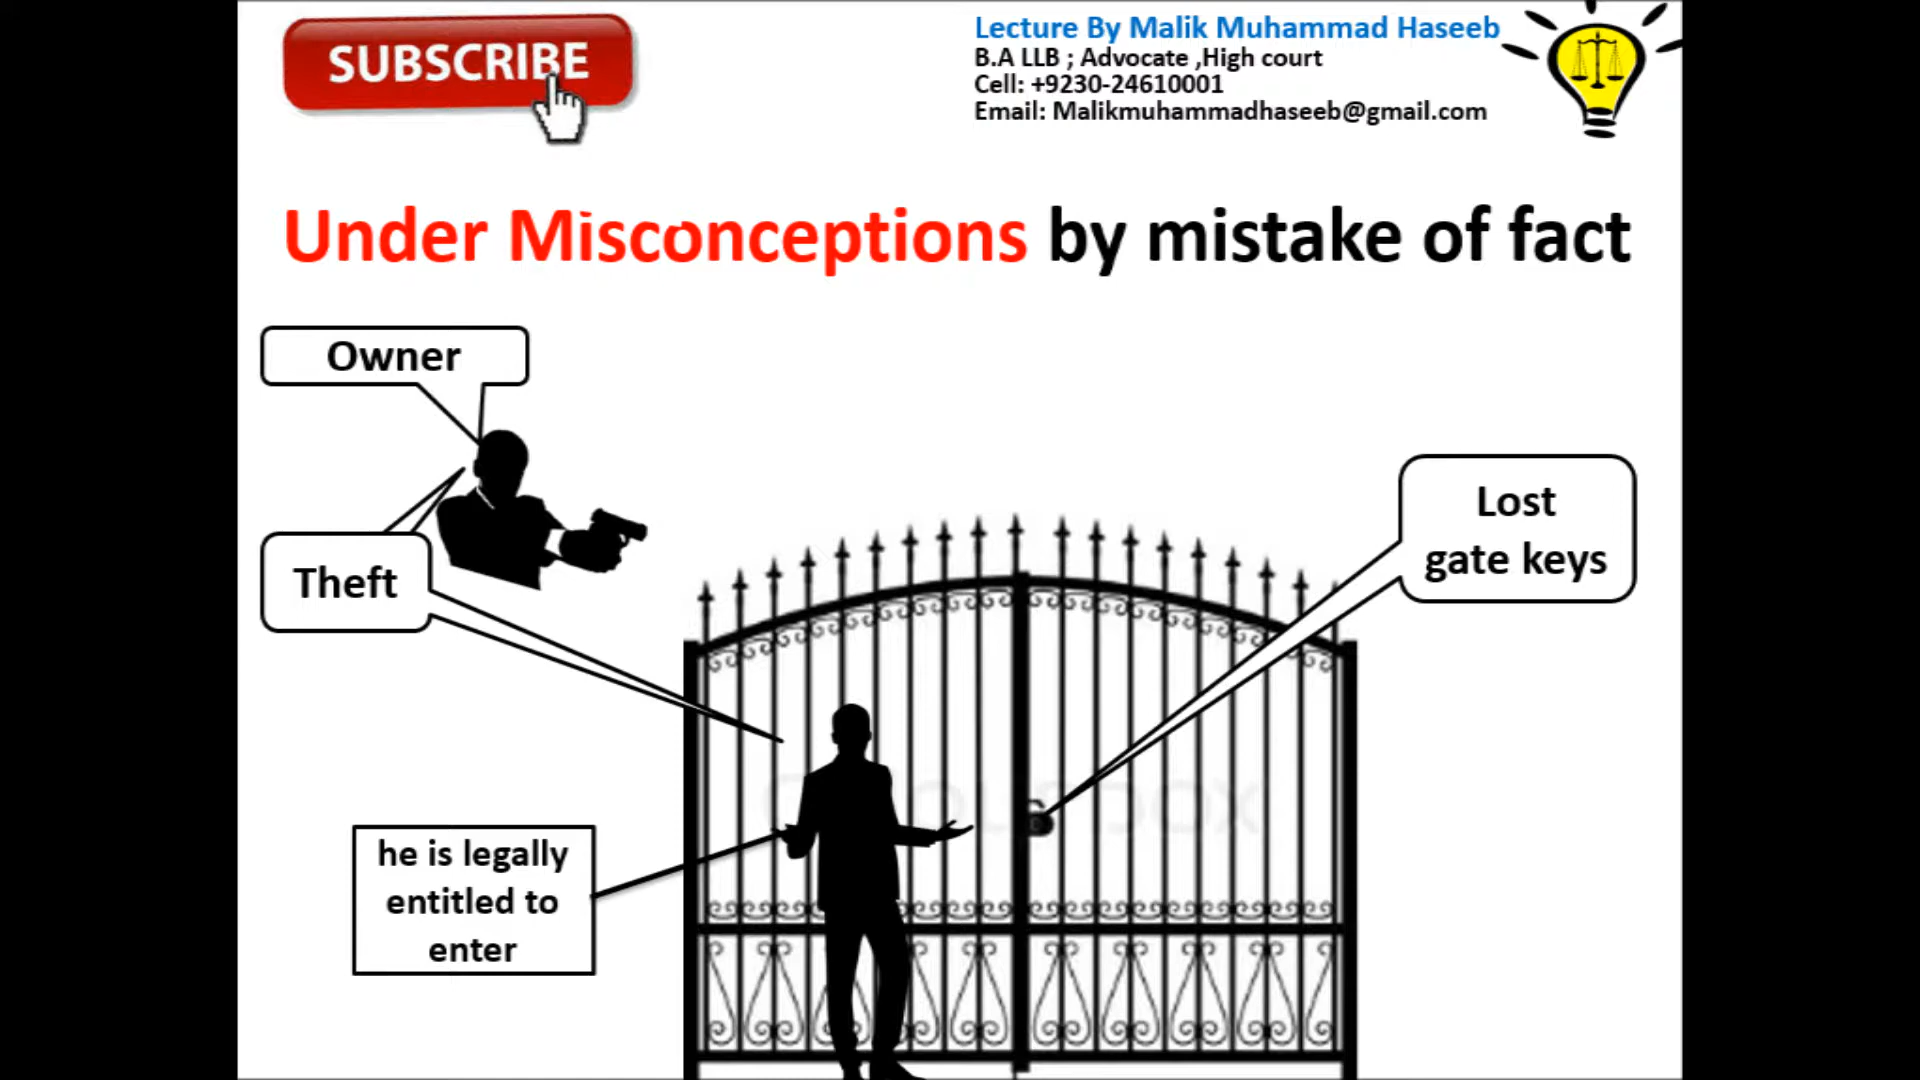 SUBSCRIBE
Lecture By Malik Muhammad Haseeb
B.A LLB ; Advocate ,High court
Cell: +9230-24610001
Email: Malikmuhammadhaseeb@gmail.com
Under Misconceptions by mistake of fact
Owner
Theft
Lost
gate keys
he is legally
entitled to
enter